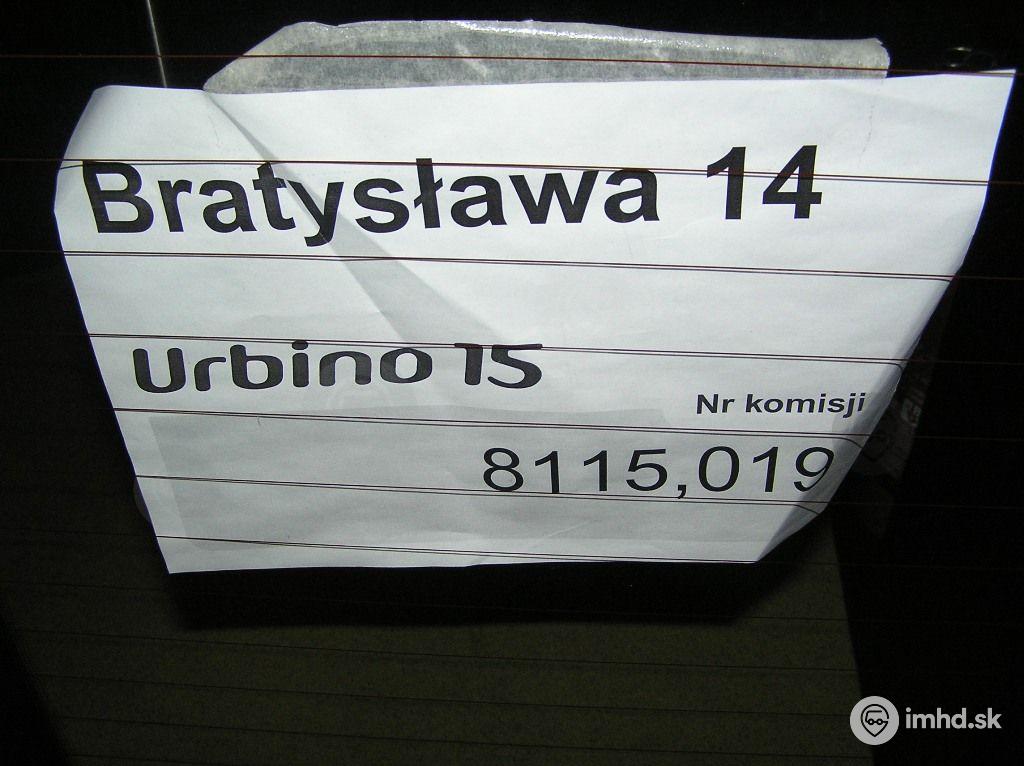 Bratysława 14
Urbino 15
Nr komisji
8115,019
imhd.sk